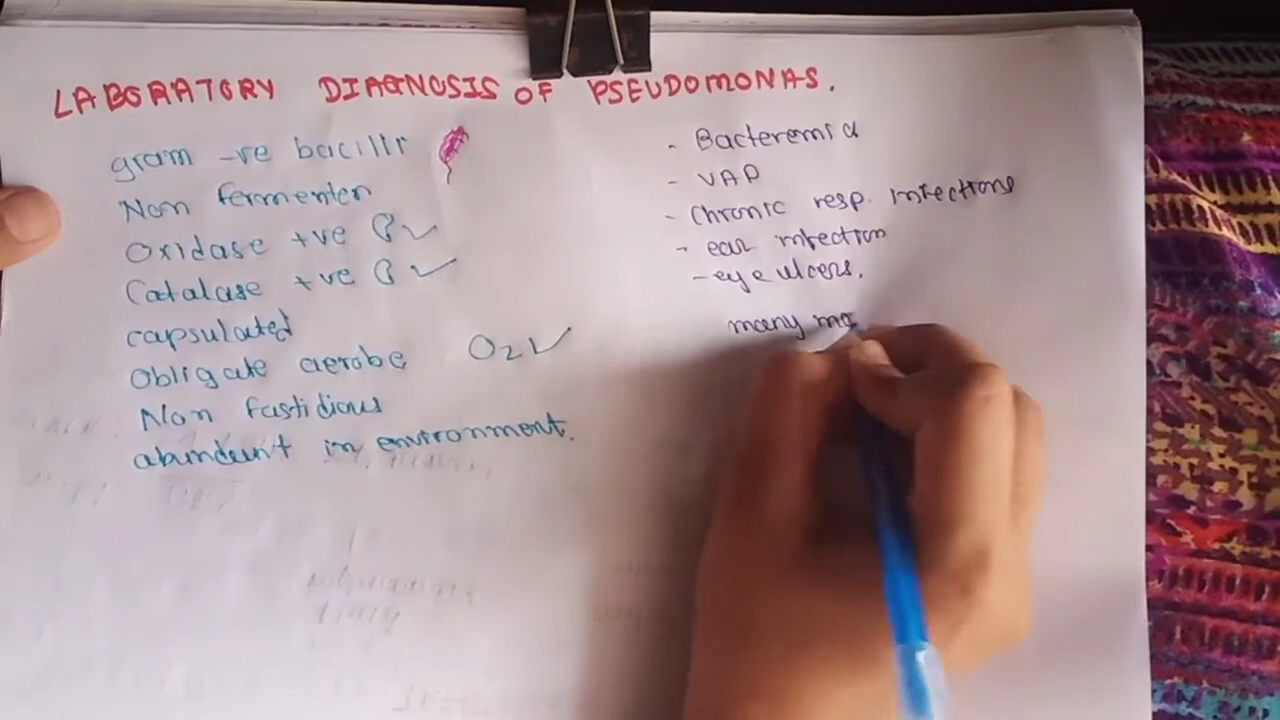 LABORATORY DIAGNOSIS OF PSEUDOMONAS.
gram -ve bacilli
Non fermenter
Oxidase +ve
Catalase +ve
capsulated
Obligate aerobe O2
Non fastidious
abundant in environment.
- Bacteremia
- VAP
- Chronic resp. infections
- ear infection
- eye ulcers.
many mo